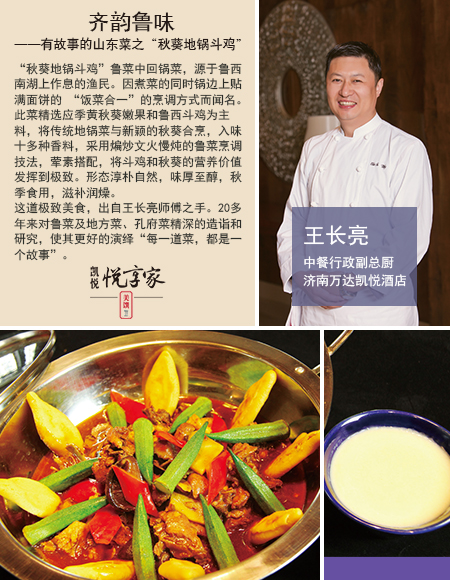 齐韵鲁味
——有故事的山东菜之“秋葵地锅斗鸡”
“秋葵地锅斗鸡”鲁菜中回锅菜，源于鲁西
南湖上作息的渔民。因煮菜的同时锅边上贴
满面饼的 “饭菜合一”的烹调方式而闻名。
此菜精选应季黄秋葵嫩果和鲁西斗鸡为主
料，将传统地锅菜与新颖的秋葵合烹，入味
十多种香料，采用煸炒文火慢炖的鲁菜烹调
技法，荤素搭配，将斗鸡和秋葵的营养价值
发挥到极致。形态淳朴自然，味厚至醇，秋
季食用，滋补润燥。
这道极致美食，出自王长亮师傅之手。20多
年来对鲁菜及地方菜、孔府菜精深的造诣和
研究，使其更好的演绎“每一道菜，都是一
个故事”。
凯悦 悦享家
美馔
王长亮
中餐行政副总厨
济南万达凯悦酒店